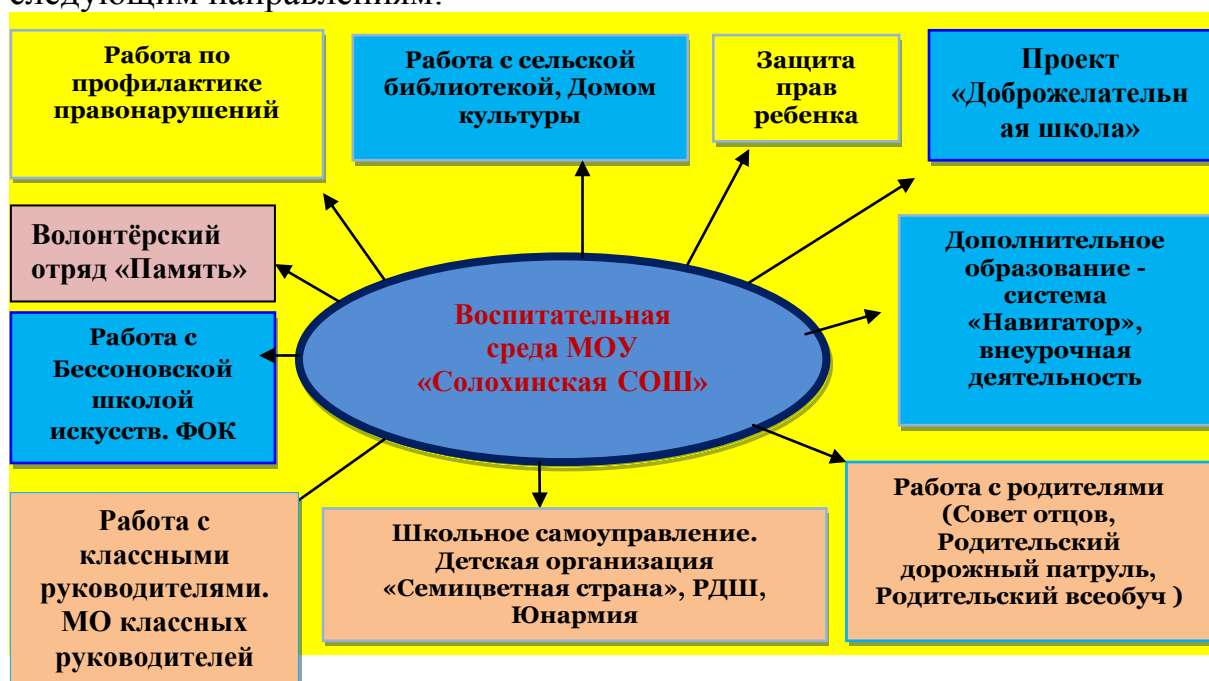 следующим направлениям:
Работа по
профилактике
правонарушений
Работа с сельской
библиотекой, Домом
культуры
Защита
прав
ребенка
Проект
«Доброжелательн
ая школа»
Волонтёрский
отряд «Память»
Дополнительное
образование -
система
«Навигатор»,
внеурочная
деятельность
Воспитательная
среда МОУ
«Солохинская СОШ»
Работа с
Бессоновской
школой
искусств. ФОК
Работа с
классными
руководителями.
МО классных
руководителей
Школьное самоуправление.
Детская организация
«Семицветная страна», РДШ,
Юнармия
Работа с родителями
(Совет отцов,
Родительский
дорожный патруль,
Родительский всеобуч )